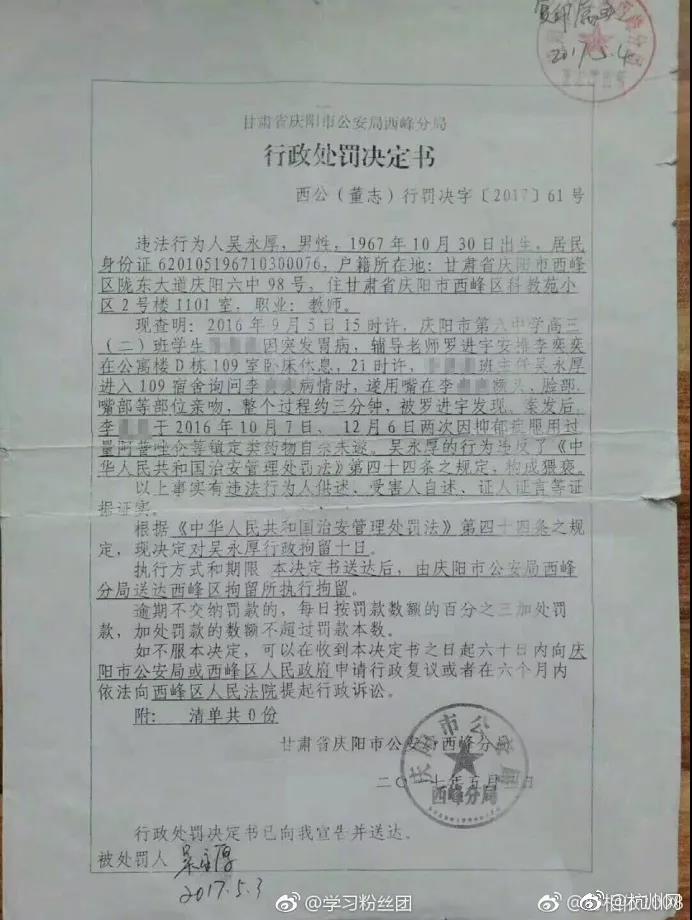 复印属实
2017.5.4
甘肃省庆阳市公安局西峰分局
行政处罚决定书
西公（董志）行罚决字〔2017〕61号
违法行为人吴永厚，男性，1967年10月30日出生，居民
身份证620105196710300076，户籍所在地：甘肃省庆阳市西峰
区陇东大道庆阳六中98号，住甘肃省庆阳市西峰区科教苑小
区2号楼1101室，职业：教师。
现查明：2016年9月5日15时许，庆阳市第六中学高三
（二）班学生 因突发胃病，辅导老师罗进宇安排李奕奕
在公寓楼D栋109室卧床休息，21时许， 班主任吴永厚
进入109宿舍询问李 病情时，遂用嘴在李 额头、脸部、
嘴部等部位亲吻，整个过程约三分钟，被罗进宇发现。案发后，
李 于2016年10月7日、12月6日两次因抑郁症服用过
量阿普唑仑等镇定类药物自杀未遂。吴永厚的行为违反了《中
华人民共和国治安管理处罚法》第四十四条之规定，构成猥亵。
以上事实有违法行为人供述、受害人自述、证人证言等证
据证实。
根据《中华人民共和国治安管理处罚法》第四十四条之规
定，现决定对吴永厚行政拘留十日。
执行方式和期限 本决定书送达后，由庆阳市公安局西峰
分局送达西峰区拘留所执行拘留。
逾期不交纳罚款的，每日按罚款数额的百分之三加处罚
款，加处罚款的数额不超过罚款本数。
如不服本决定，可以在收到本决定书之日起六十日内向庆
阳市公安局或西峰区人民政府申请行政复议或者在六个月内
依法向西峰区人民法院提起行政诉讼。
附： 清单共0份
甘肃省庆阳市公安局西峰分局
庆阳市公安局
西峰分局
二〇一七年五月 日
行政处罚决定书已向我宣告并送达。
被处罚人 吴永厚
2017.5.3
@学习粉丝团
@杭州网